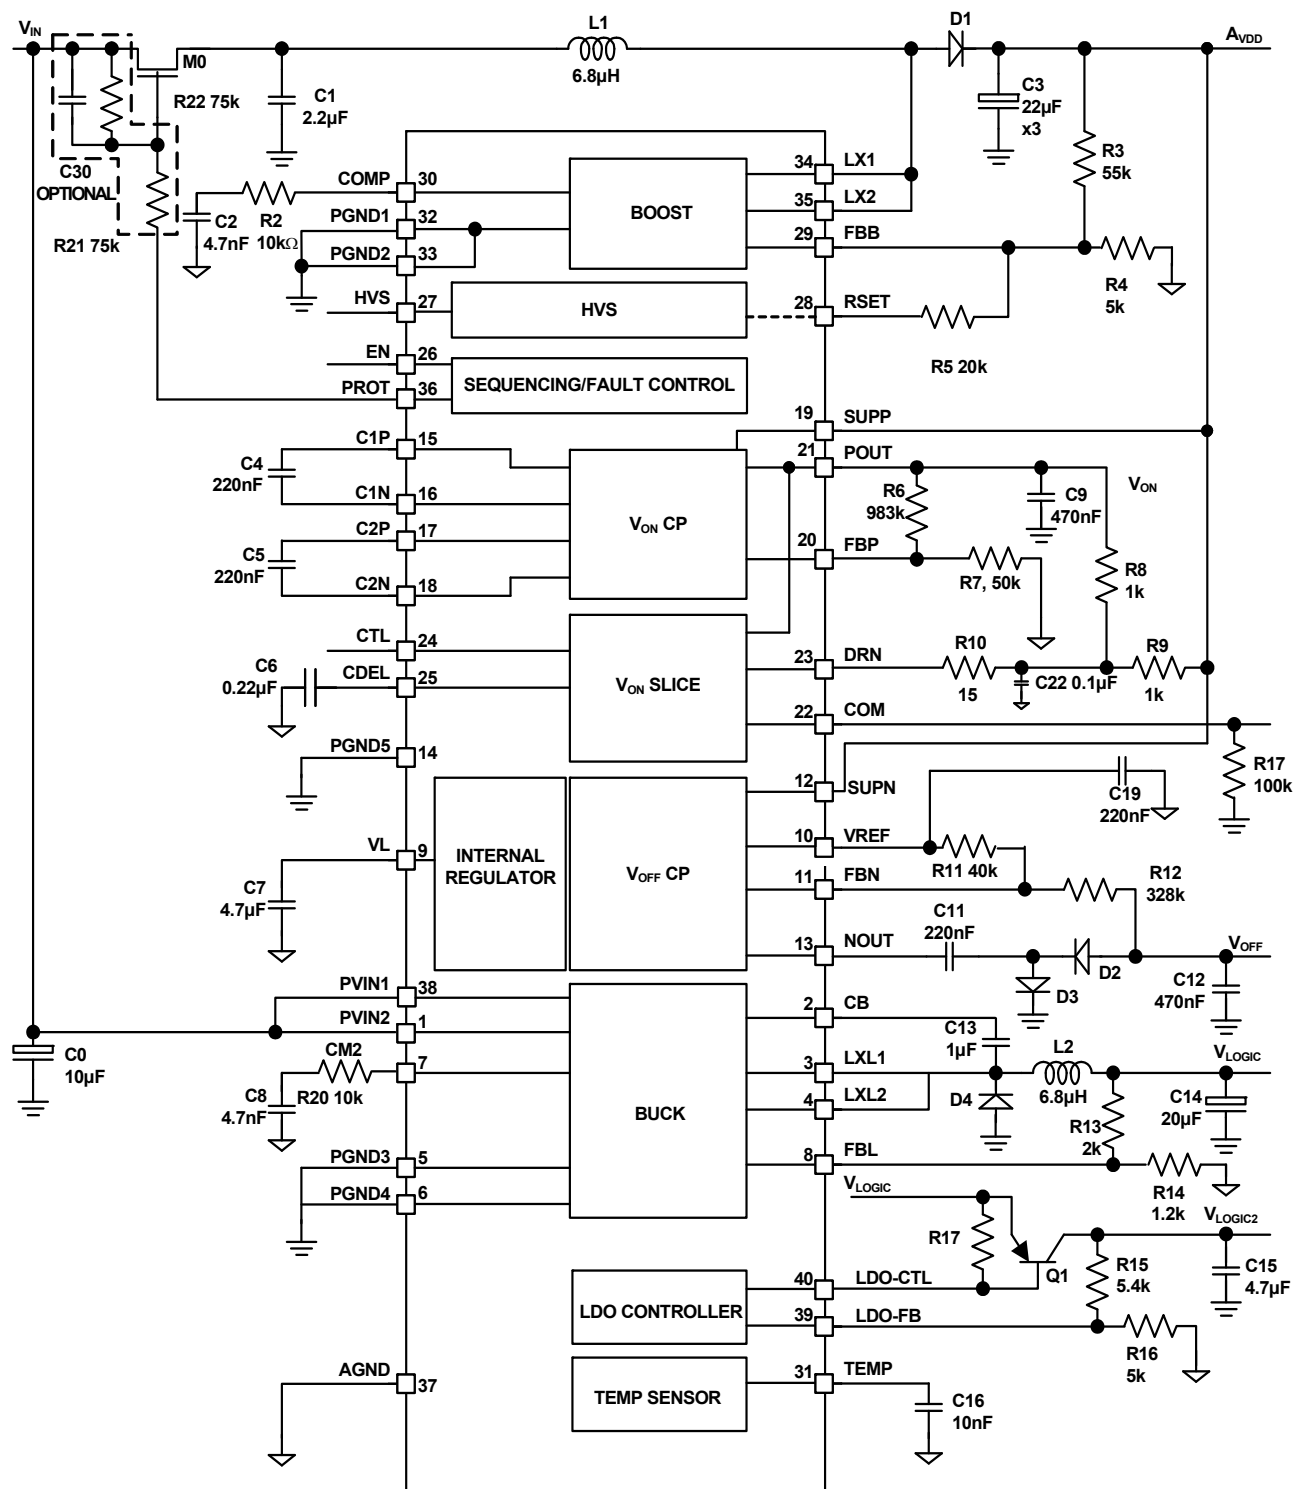 V_IN
L1
6.8µH
D1
A_VDD
M0
R22 75k
C1
2.2µF
C3
22µF
x3
R3
55k
C30
OPTIONAL
R21 75k
C2
4.7nF
R2
10kΩ
COMP
30
PGND1
32
PGND2
33
BOOST
34
LX1
35
LX2
29
FBB
R4
5k
HVS
27
HVS
28
RSET
R5 20k
EN
26
PROT
36
SEQUENCING/FAULT CONTROL
19
SUPP
21
POUT
C1P
15
C4
220nF
C1N
16
C2P
17
C5
220nF
C2N
18
V_ON CP
R6
983k
C9
470nF
V_ON
20
FBP
R7, 50k
R8
1k
CTL
24
CDEL
25
C6
0.22µF
V_ON SLICE
23
DRN
R10
15
C22 0.1µF
R9
1k
22
COM
PGND5
14
R17
100k
12
SUPN
C19
220nF
VL
9
C7
4.7µF
INTERNAL
REGULATOR
V_OFF CP
10
VREF
R11 40k
11
FBN
R12
328k
13
NOUT
C11
220nF
D2
D3
V_OFF
C12
470nF
PVIN1
38
PVIN2
1
C0
10µF
CM2
7
R20 10k
C8
4.7nF
BUCK
2
CB
C13
1µF
3
LXL1
4
LXL2
D4
L2
6.8µH
V_LOGIC
C14
20µF
R13
2k
8
FBL
R14
1.2k
PGND3
5
PGND4
6
V_LOGIC
R17
Q1
V_LOGIC2
R15
5.4k
C15
4.7µF
LDO CONTROLLER
40
LDO-CTL
39
LDO-FB
R16
5k
AGND
37
TEMP SENSOR
31
TEMP
C16
10nF